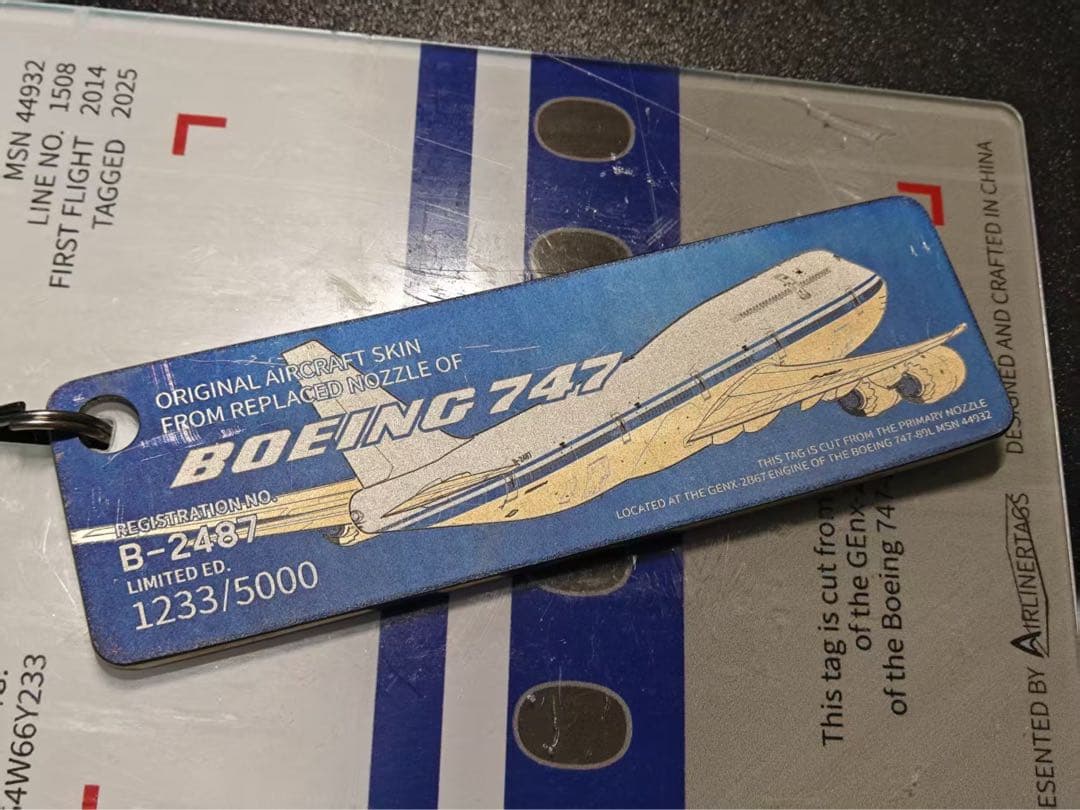 MSN 44932
LINE NO. 1508
FIRST FLIGHT 2014
TAGGED 2025
ORIGINAL AIRCRAFT SKIN
FROM REPLACED NOZZLE OF
BOEING 747
REGISTRATION NO.
B-2487
LIMITED ED.
1233/5000
B-2487
THIS TAG IS CUT FROM THE PRIMARY NOZZLE
LOCATED AT THE GENX-2B67 ENGINE OF THE BOEING 747-89L MSN 44932
4W66Y233
This tag is cut from
of the GEnx-
of the Boeing 747-
ESENTED BY AIRLINERTAGS
DESIGNED AND CRAFTED IN CHINA